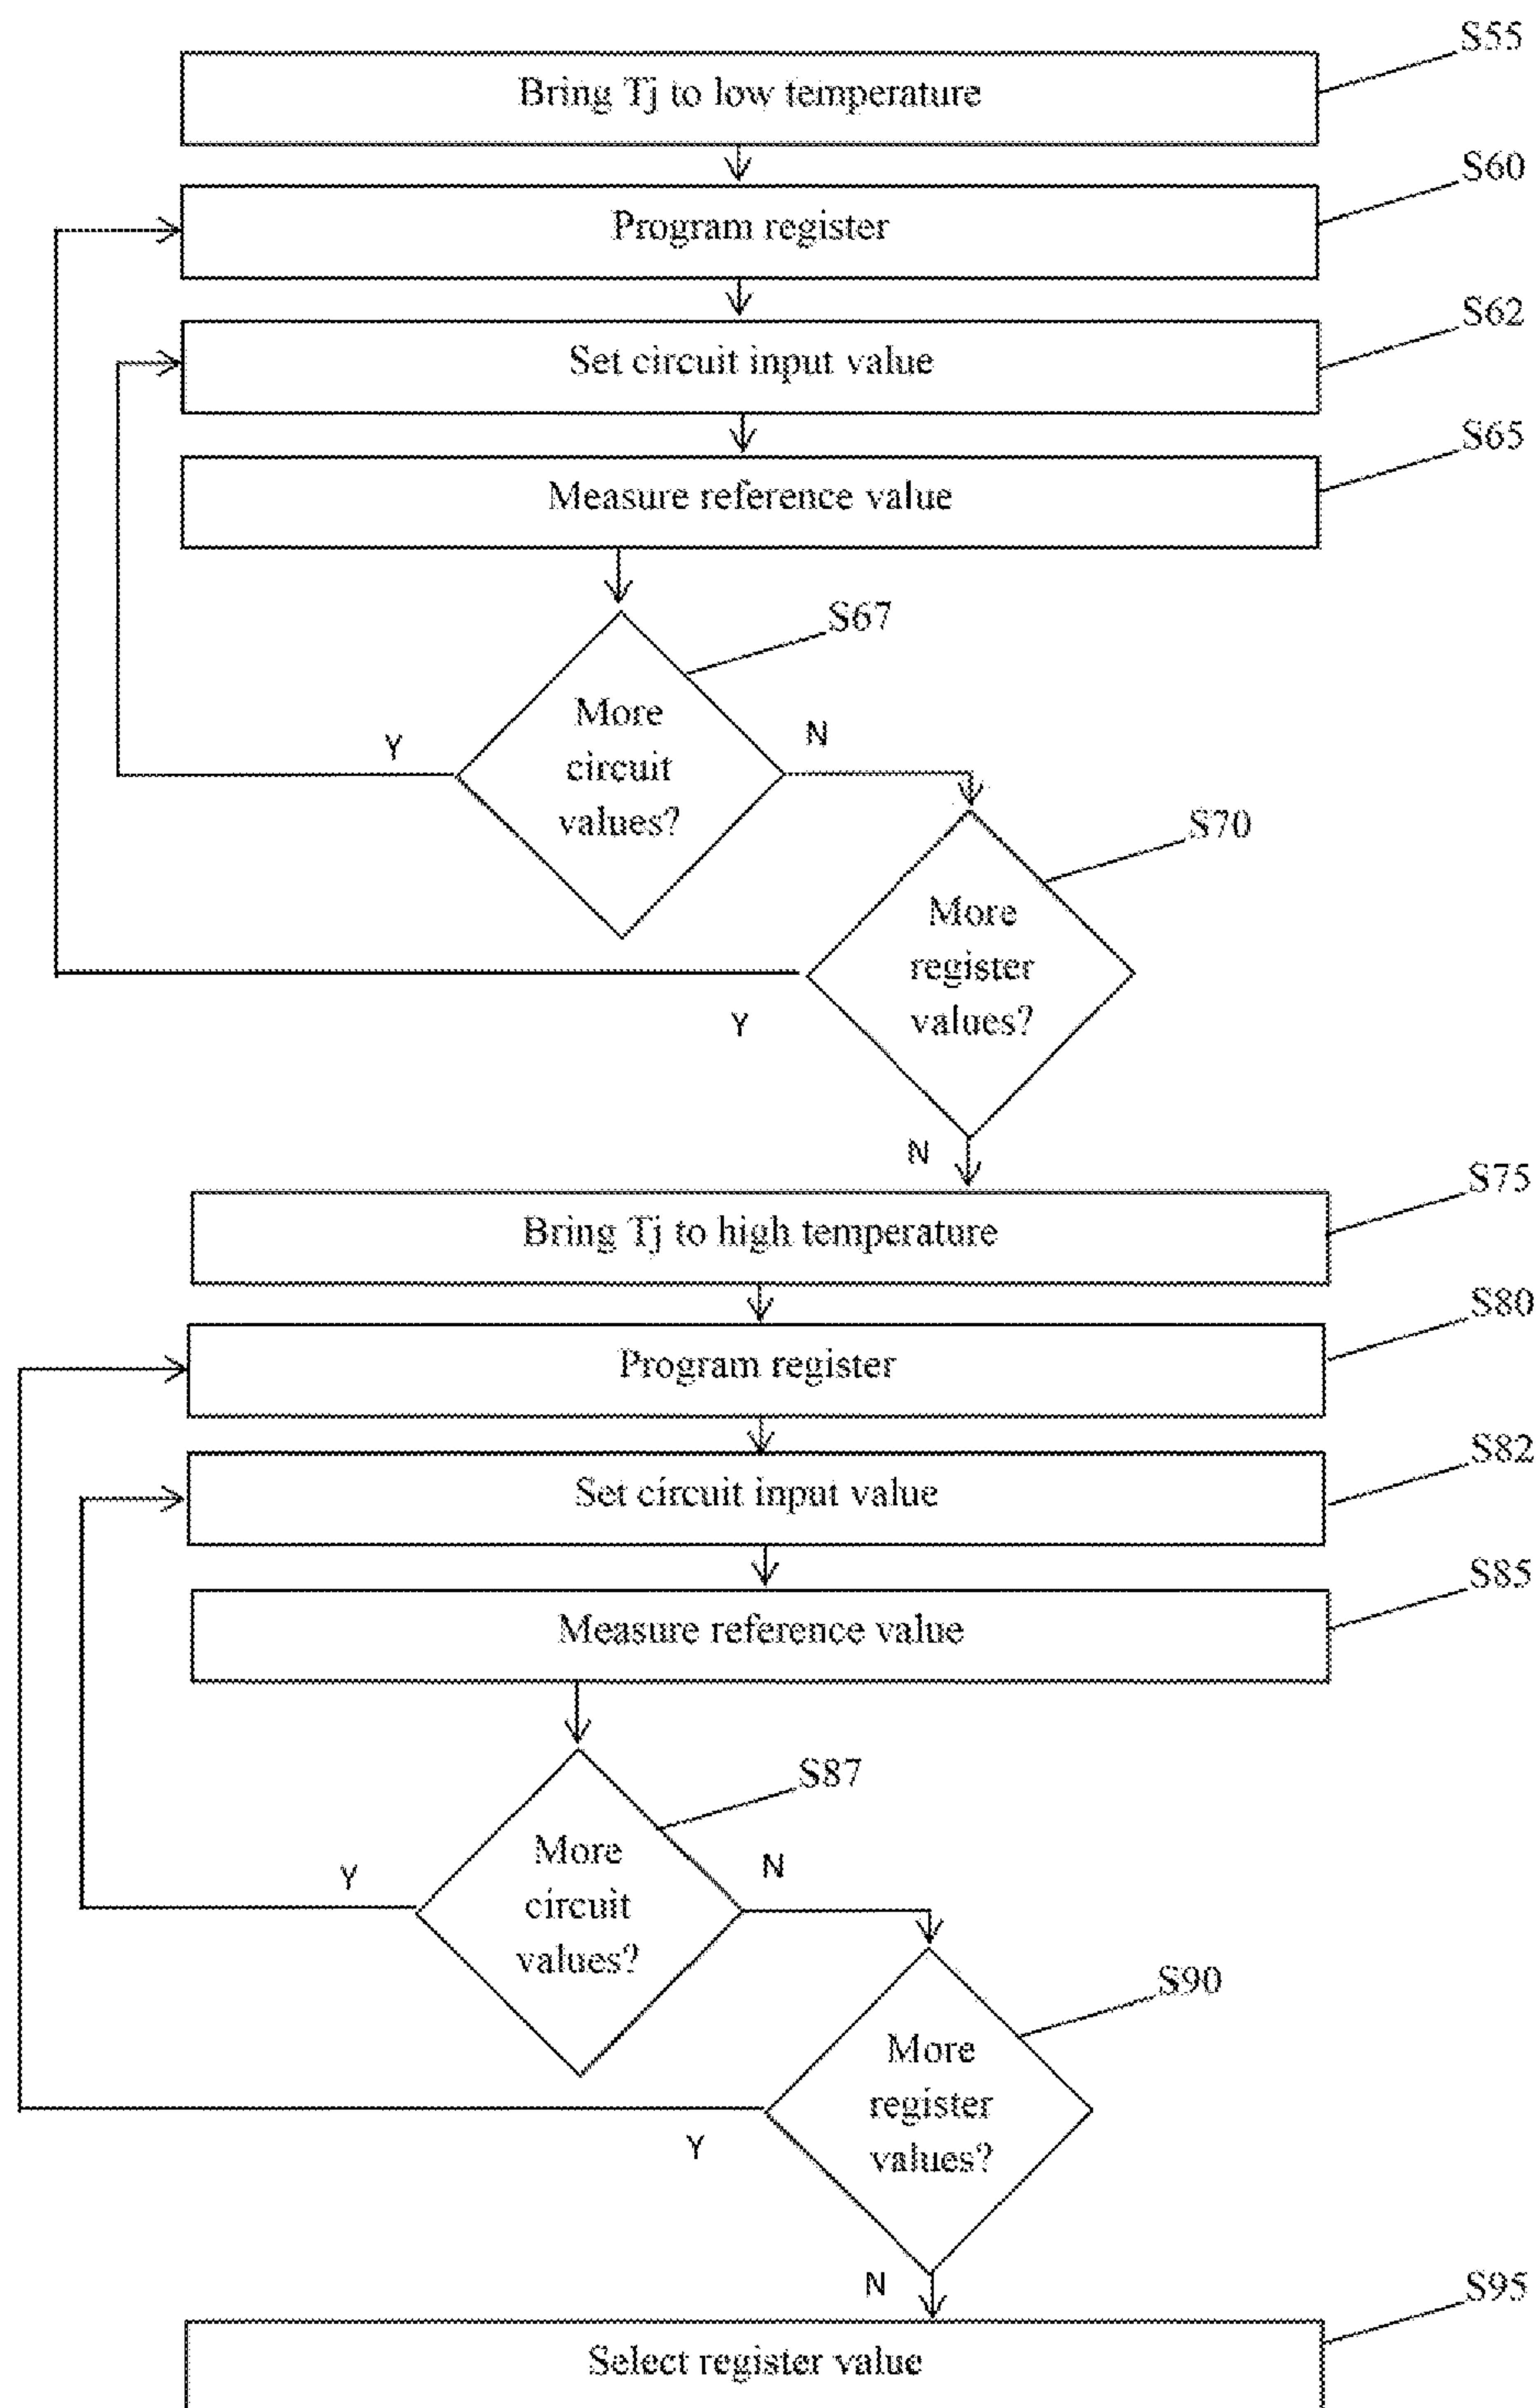 S55
Bring Tj to low temperature
S60
Program register
S62
Set circuit input value
S65
Measure reference value
S67
More
circuit
values?
Y
N
S70
More
register
values?
Y
N
S75
Bring Tj to high temperature
S80
Program register
S82
Set circuit input value
S85
Measure reference value
S87
More
circuit
values?
Y
N
S90
More
register
values?
Y
N
S95
Select register value